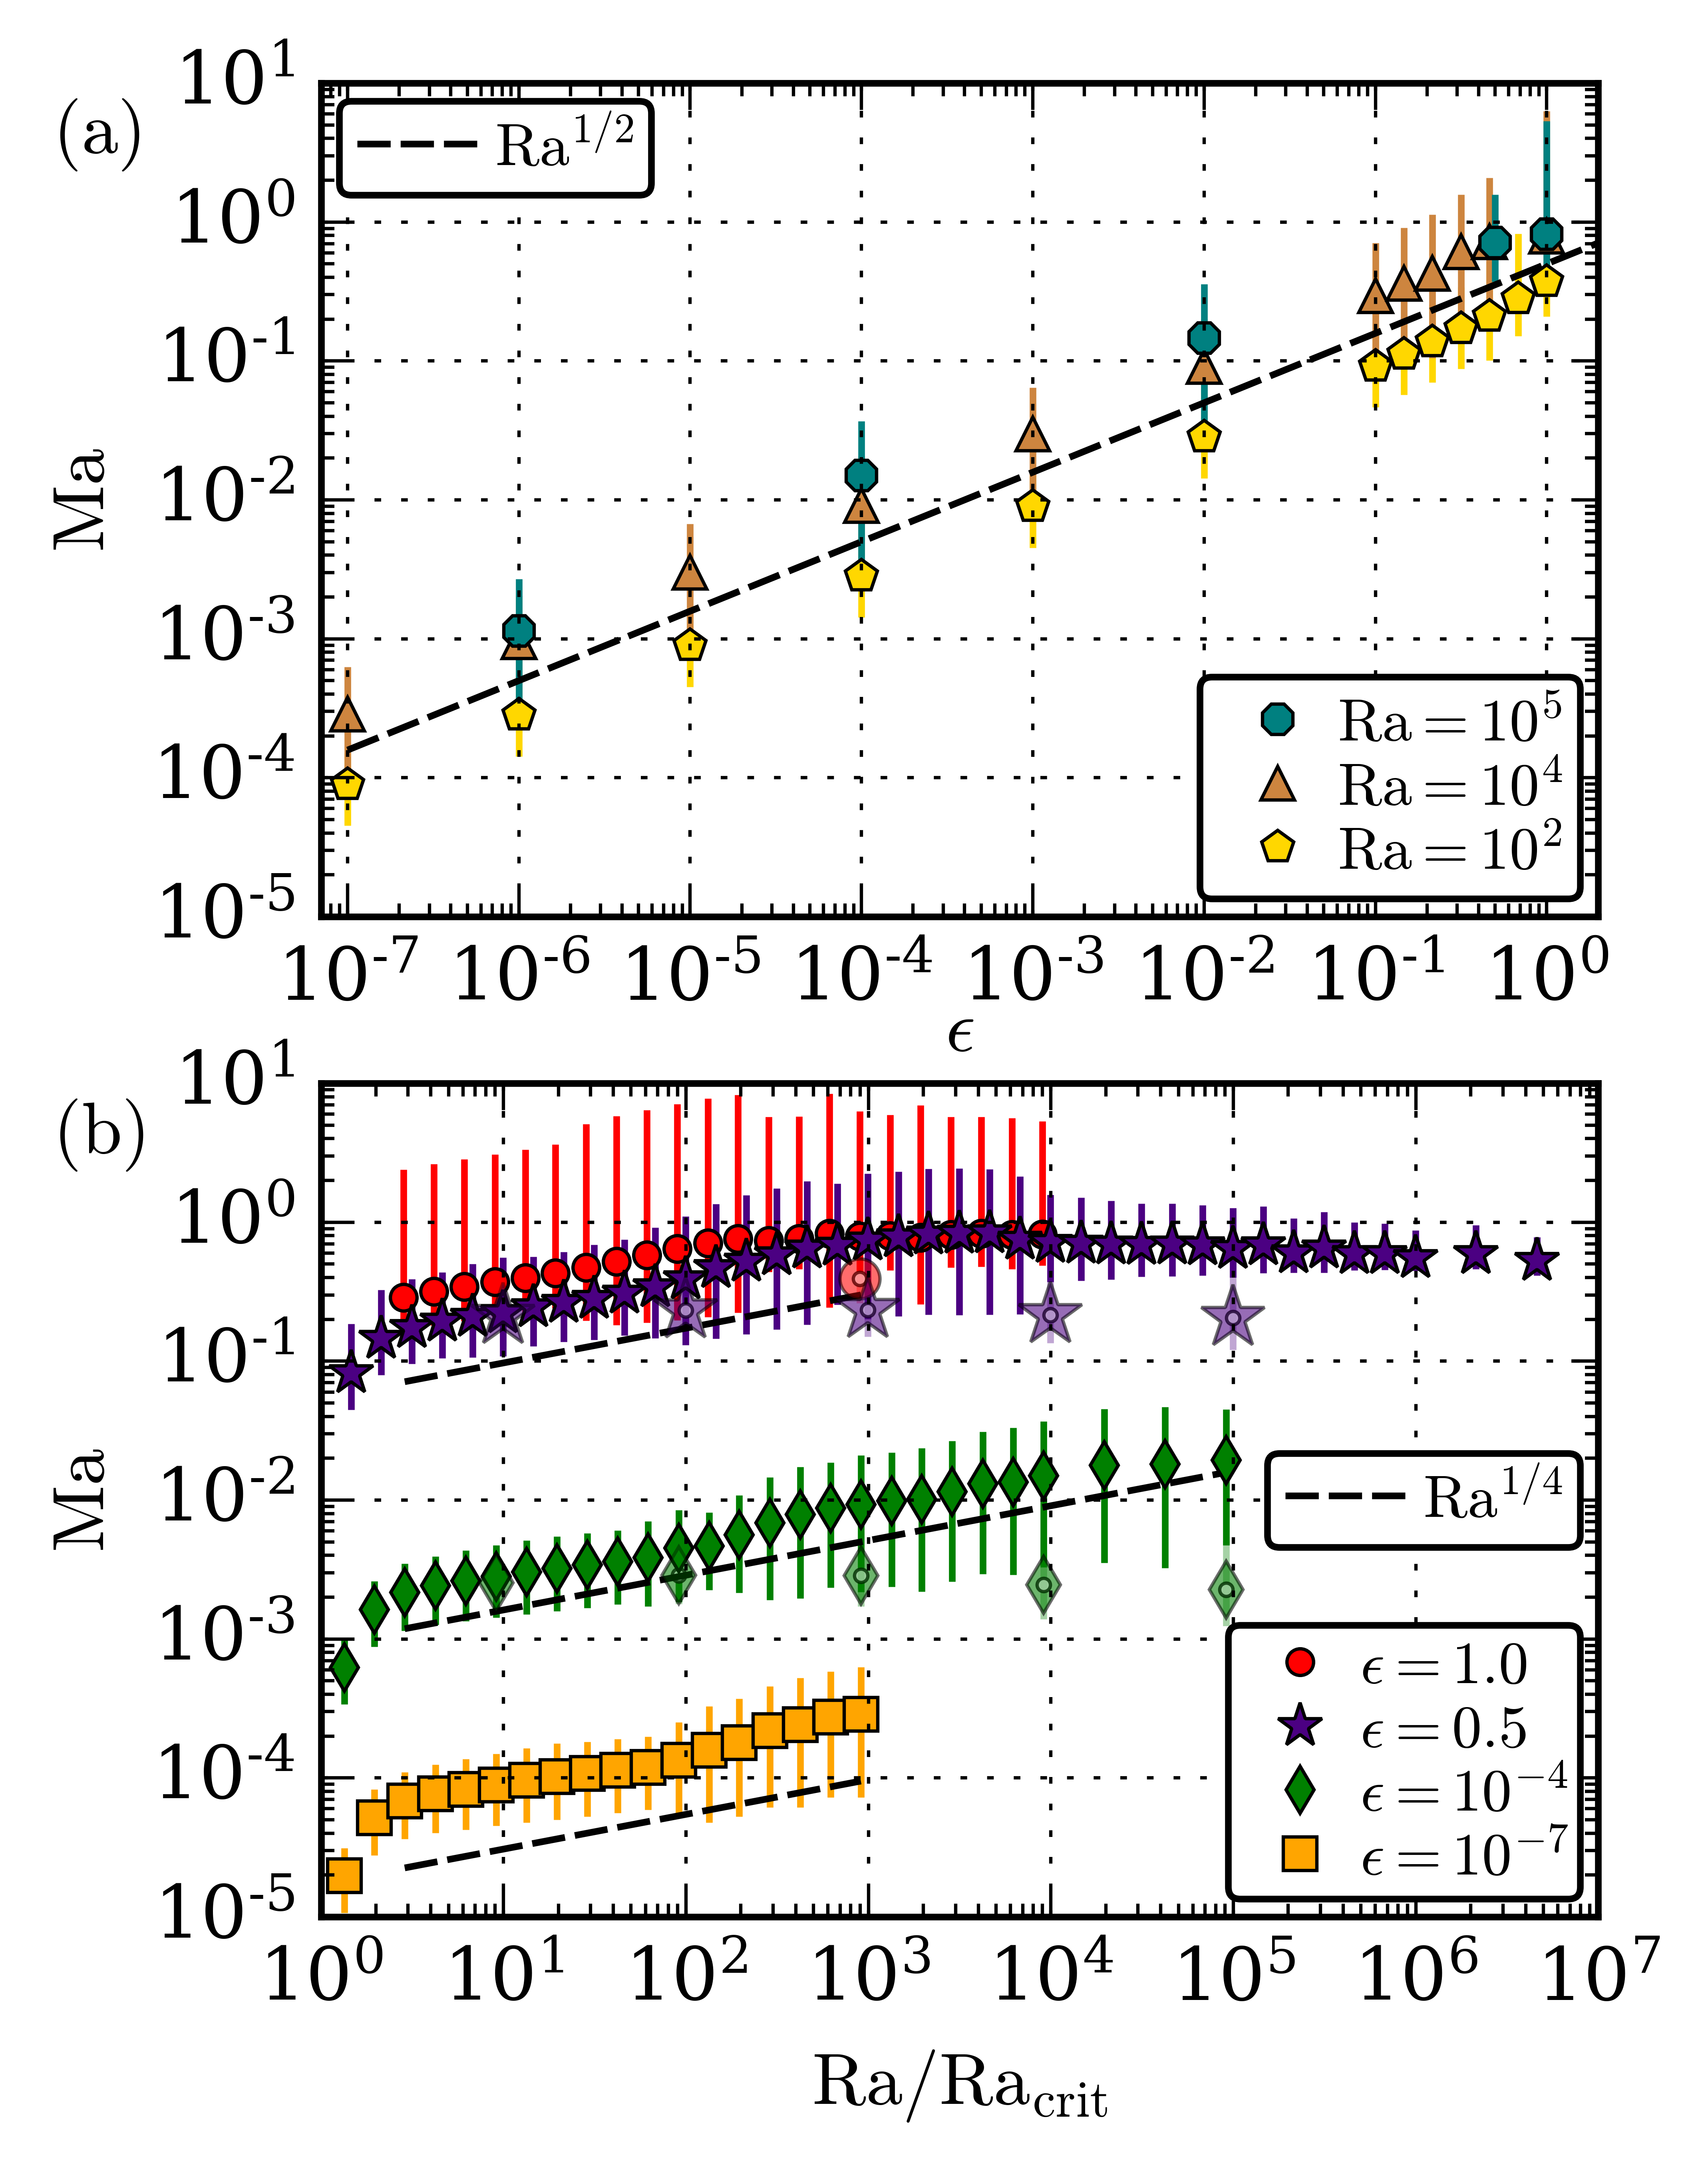 (a)
10^1
10^0
10^-1
10^-2
10^-3
10^-4
10^-5
Ma
Ra^1/2
Ra = 10^5
Ra = 10^4
Ra = 10^2
10^-7 10^-6 10^-5 10^-4 10^-3 10^-2 10^-1 10^0
ϵ
(b)
10^1
10^0
10^-1
10^-2
10^-3
10^-4
10^-5
Ma
Ra^1/4
ϵ = 1.0
ϵ = 0.5
ϵ = 10^−4
ϵ = 10^−7
10^0 10^1 10^2 10^3 10^4 10^5 10^6 10^7
Ra/Ra_crit